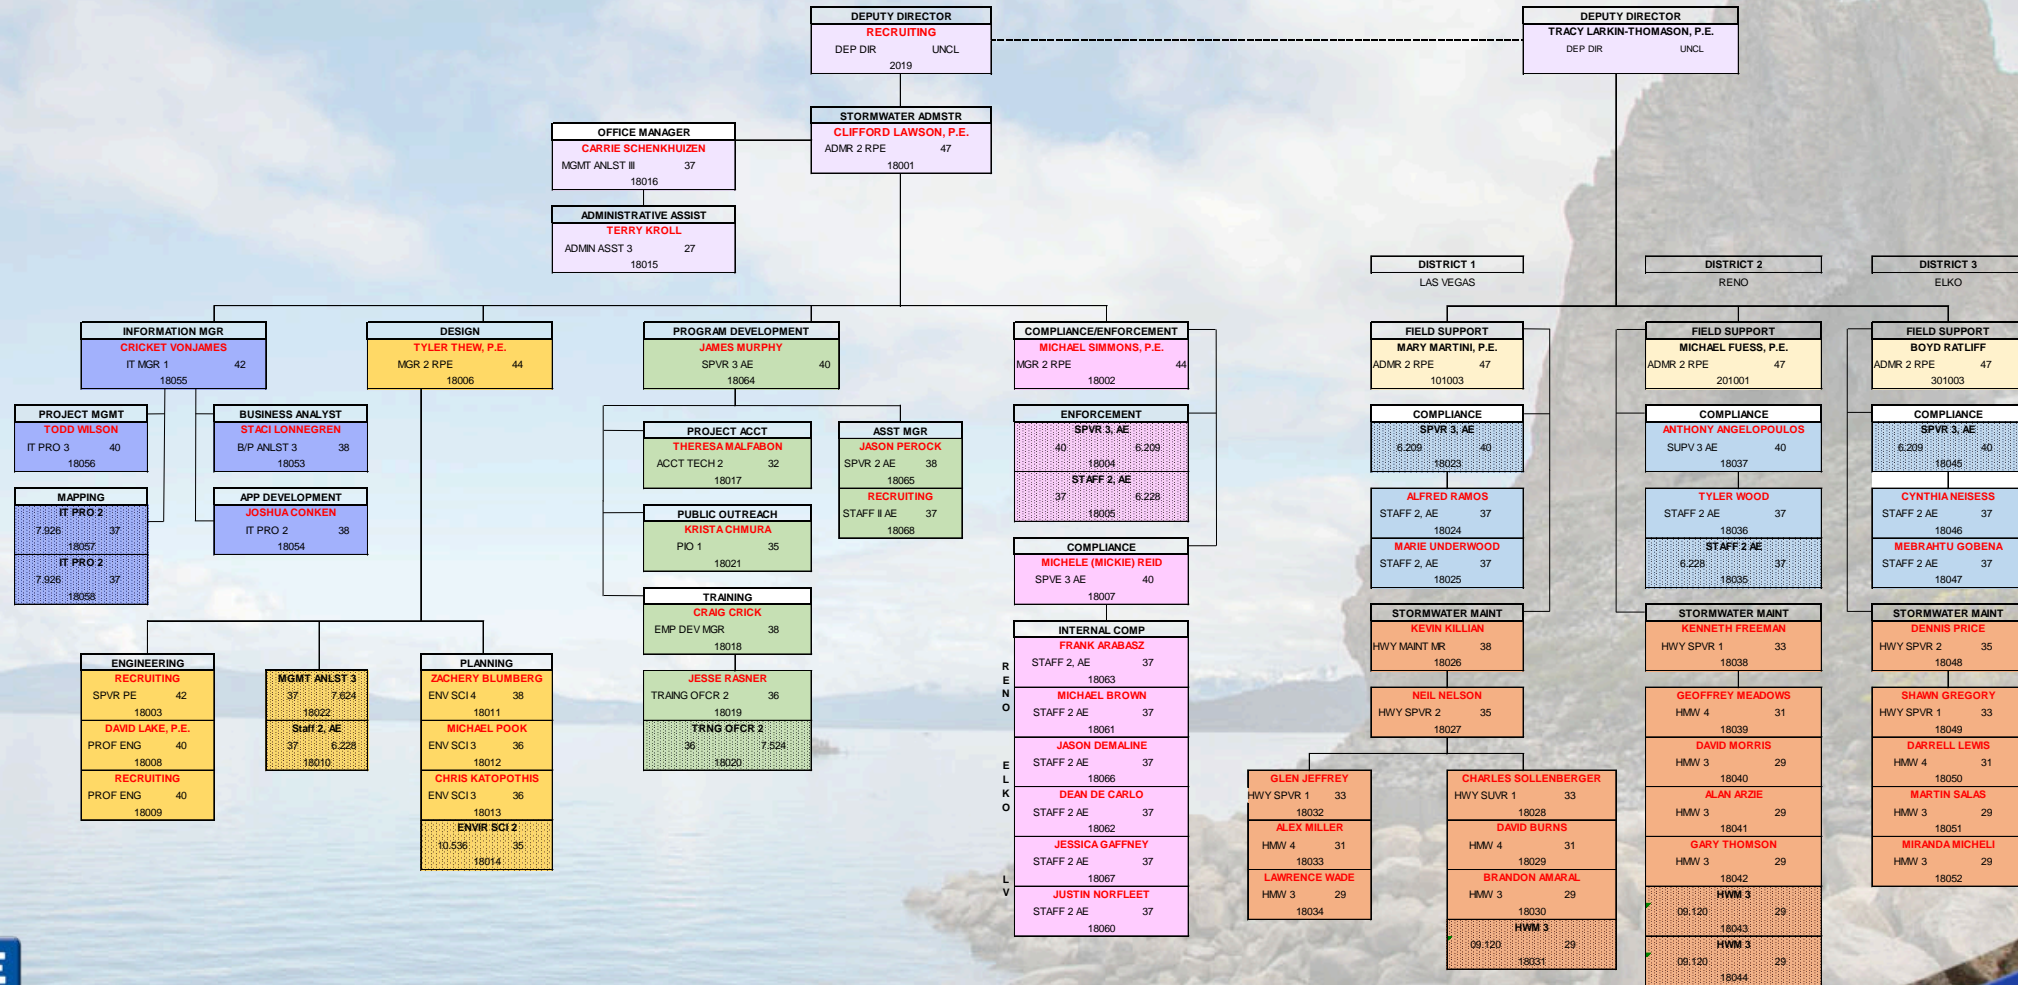 DEPUTY DIRECTOR
RECRUITING
DEP DIR UNCL
2019
DEPUTY DIRECTOR
TRACY LARKIN-THOMASON, P.E.
DEP DIR UNCL
STORMWATER ADMSTR
CLIFFORD LAWSON, P.E.
ADMR 2 RPE 47
18001
OFFICE MANAGER
CARRIE SCHENKHUIZEN
MGMT ANLST III 37
18016
ADMINISTRATIVE ASSIST
TERRY KROLL
ADMIN ASST 3 27
18015
DISTRICT 1
LAS VEGAS
DISTRICT 2
RENO
DISTRICT 3
ELKO
INFORMATION MGR
CRICKET VONJAMES
IT MGR 1 42
18055
PROJECT MGMT
TODD WILSON
IT PRO 3 40
18056
MAPPING
IT PRO 2
7.926 37
18057
IT PRO 2
7.926 37
18058
BUSINESS ANALYST
STACI LONNEGREN
B/P ANLST 3 38
18053
APP DEVELOPMENT
JOSHUA CONKEN
IT PRO 2 38
18054
DESIGN
TYLER THEW, P.E.
MGR 2 RPE 44
18006
ENGINEERING
RECRUITING
SPVR PE 42
18003
DAVID LAKE, P.E.
PROF ENG 40
18008
RECRUITING
PROF ENG 40
18009
MGMT ANLST 3
37 7.624
18022
Staff 2, AE
37 6.228
18010
PLANNING
ZACHERY BLUMBERG
ENV SCI 4 38
18011
MICHAEL POOK
ENV SCI 3 36
18012
CHRIS KATOPOTHIS
ENV SCI 3 36
18013
ENVIR SCI 2
10.536 35
18014
PROGRAM DEVELOPMENT
JAMES MURPHY
SPVR 3 AE 40
18064
PROJECT ACCT
THERESA MALFABON
ACCT TECH 2 32
18017
PUBLIC OUTREACH
KRISTA CHMURA
PIO 1 35
18021
TRAINING
CRAIG CRICK
EMP DEV MGR 38
18018
JESSE RASNER
TRAING OFCR 2 36
18019
TRNG OFCR 2
36 7.524
18020
ASST MGR
JASON PEROCK
SPVR 2 AE 38
18065
RECRUITING
STAFF II AE 37
18068
COMPLIANCE/ENFORCEMENT
MICHAEL SIMMONS, P.E.
MGR 2 RPE 44
18002
ENFORCEMENT
SPVR 3, AE
40 6.209
18004
STAFF 2, AE
37 6.228
18005
COMPLIANCE
MICHELE (MICKIE) REID
SPVE 3 AE 40
18007
INTERNAL COMP
RENO
FRANK ARABASZ
STAFF 2, AE 37
18063
MICHAEL BROWN
STAFF 2 AE 37
18061
ELKO
JASON DEMALINE
STAFF 2 AE 37
18066
DEAN DE CARLO
STAFF 2 AE 37
18062
LV
JESSICA GAFFNEY
STAFF 2 AE 37
18067
JUSTIN NORFLEET
STAFF 2 AE 37
18060
FIELD SUPPORT
MARY MARTINI, P.E.
ADMR 2 RPE 47
101003
COMPLIANCE
SPVR 3, AE
6.209 40
18023
ALFRED RAMOS
STAFF 2, AE 37
18024
MARIE UNDERWOOD
STAFF 2, AE 37
18025
STORMWATER MAINT
KEVIN KILLIAN
HWY MAINT MR 38
18026
NEIL NELSON
HWY SPVR 2 35
18027
GLEN JEFFREY
HWY SPVR 1 33
18032
ALEX MILLER
HMW 4 31
18033
LAWRENCE WADE
HMW 3 29
18034
CHARLES SOLLENBERGER
HWY SUVR 1 33
18028
DAVID BURNS
HMW 4 31
18029
BRANDON AMARAL
HMW 3 29
18030
HWM 3
09.120 29
18031
FIELD SUPPORT
MICHAEL FUESS, P.E.
ADMR 2 RPE 47
201001
COMPLIANCE
ANTHONY ANGELOPOULOS
SUPV 3 AE 40
18037
TYLER WOOD
STAFF 2 AE 37
18036
STAFF 2 AE
6.228 37
18035
STORMWATER MAINT
KENNETH FREEMAN
HWY SPVR 1 33
18038
GEOFFREY MEADOWS
HMW 4 31
18039
DAVID MORRIS
HMW 3 29
18040
ALAN ARZIE
HMW 3 29
18041
GARY THOMSON
HMW 3 29
18042
HWM 3
09.120 29
18043
HWM 3
09.120 29
18044
FIELD SUPPORT
BOYD RATLIFF
ADMR 2 RPE 47
301003
COMPLIANCE
SPVR 3, AE
6.209 40
18045
CYNTHIA NEISESS
STAFF 2 AE 37
18046
MEBRAHTU GOBENA
STAFF 2 AE 37
18047
STORMWATER MAINT
DENNIS PRICE
HWY SPVR 2 35
18048
SHAWN GREGORY
HWY SPVR 1 33
18049
DARRELL LEWIS
HMW 4 31
18050
MARTIN SALAS
HMW 3 29
18051
MIRANDA MICHELI
HMW 3 29
18052
E